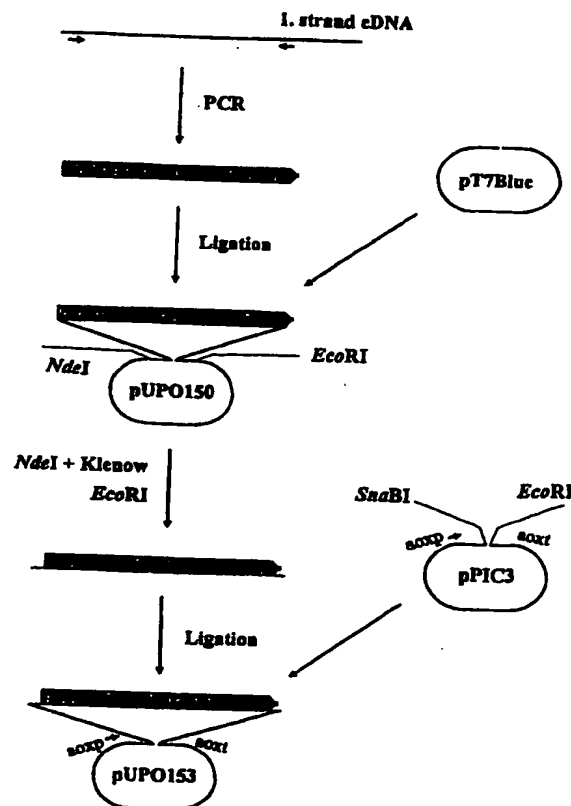 1. strand cDNA
PCR
pT7Blue
Ligation
NdeI
EcoRI
pUPO150
NdeI + Klenow
EcoRI
SnaBI
EcoRI
aoxp
aoxt
pPIC3
Ligation
aoxp
aoxt
pUPO153